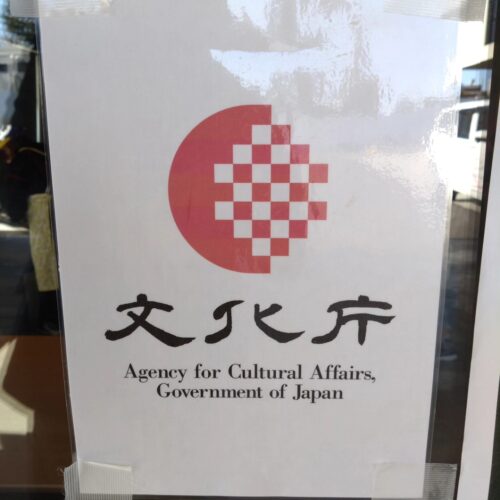 文化庁
Agency for Cultural Affairs,
Government of Japan